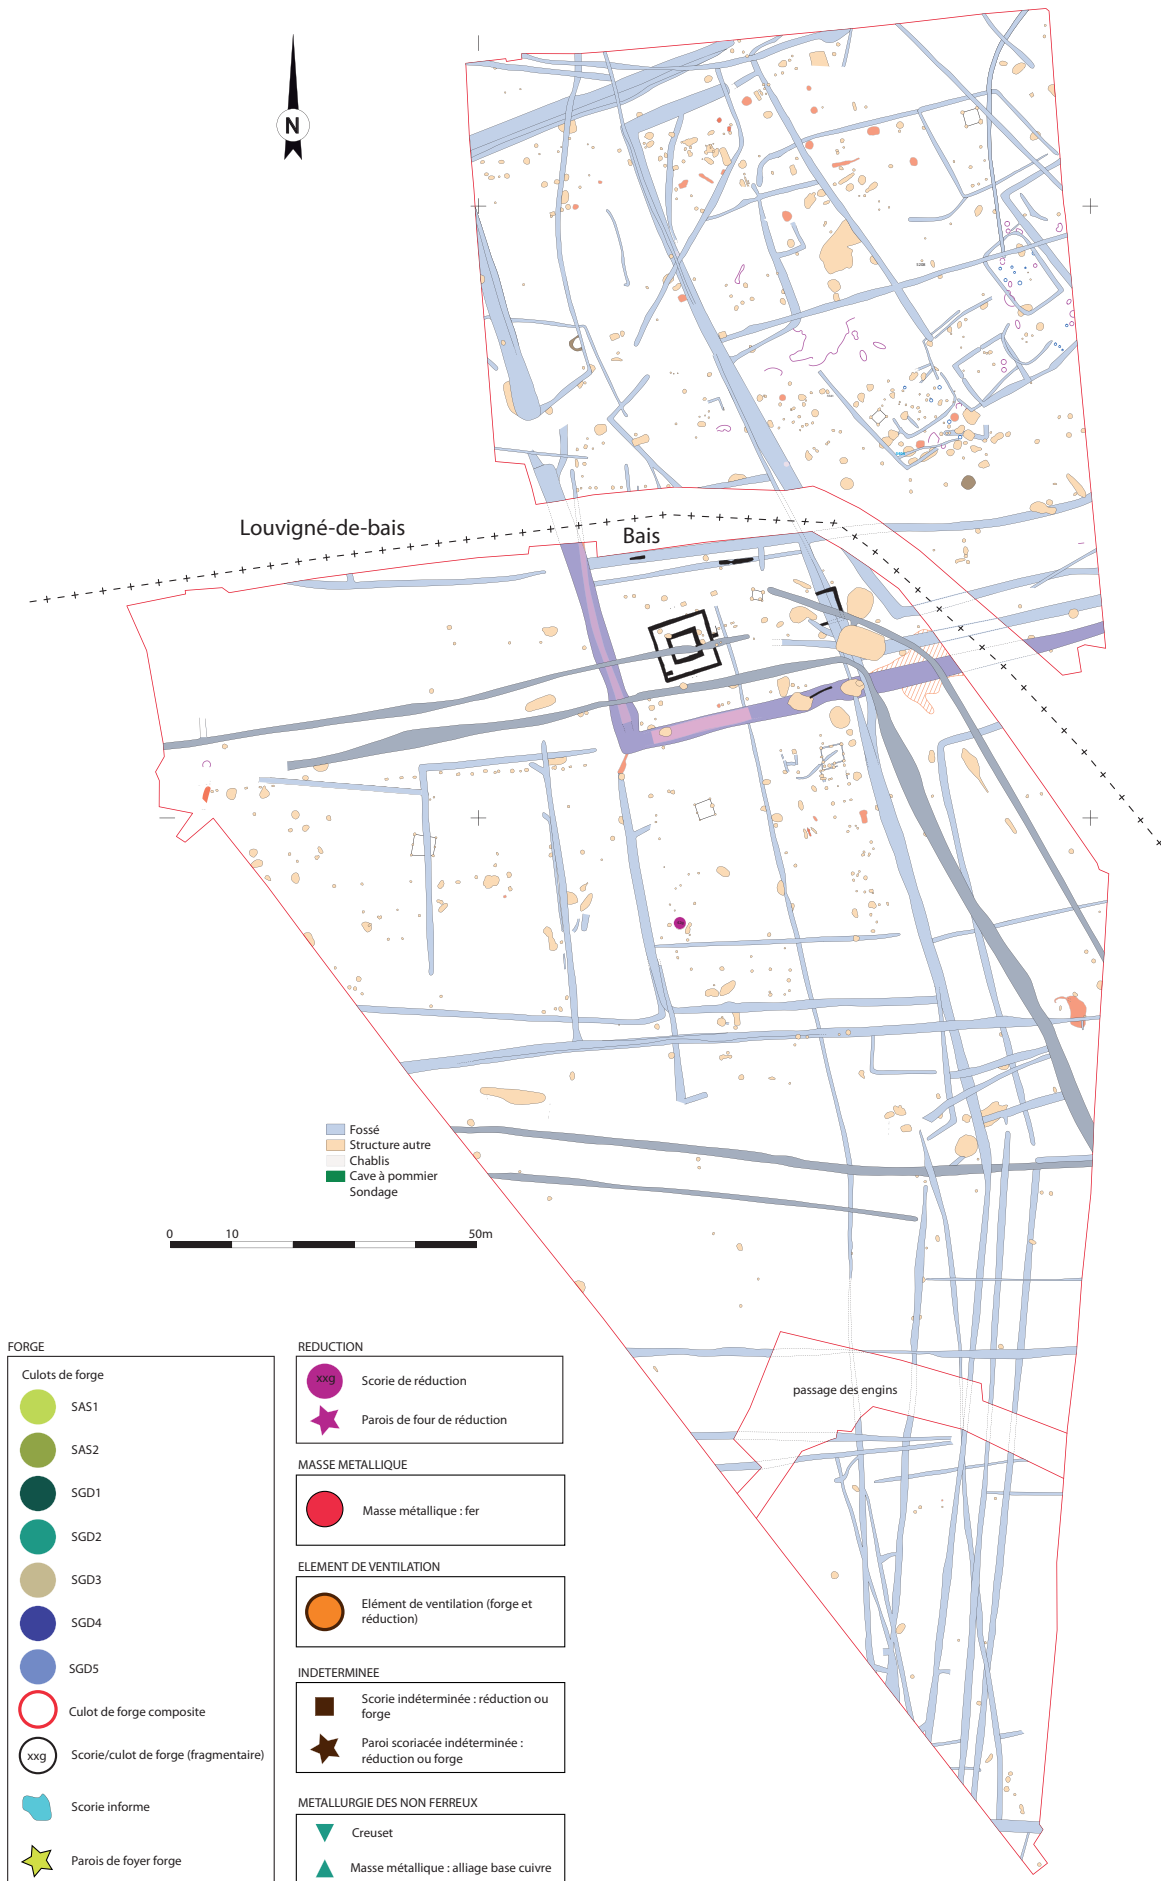 N
Louvigné-de-bais
Bais
Fossé
Structure autre
Chablis
Cave à pommier
Sondage
0 10 50m
passage des engins
FORGE
Culots de forge
SAS1
SAS2
SGD1
SGD2
SGD3
SGD4
SGD5
Culot de forge composite
xxg Scorie/culot de forge (fragmentaire)
Scorie informe
Parois de foyer forge
REDUCTION
xxg Scorie de réduction
Parois de four de réduction
MASSE METALLIQUE
Masse métallique : fer
ELEMENT DE VENTILATION
Elément de ventilation (forge et
réduction)
INDETERMINEE
Scorie indéterminée : réduction ou
forge
Paroi scoriacée indéterminée :
réduction ou forge
METALLURGIE DES NON FERREUX
Creuset
Masse métallique : alliage base cuivre